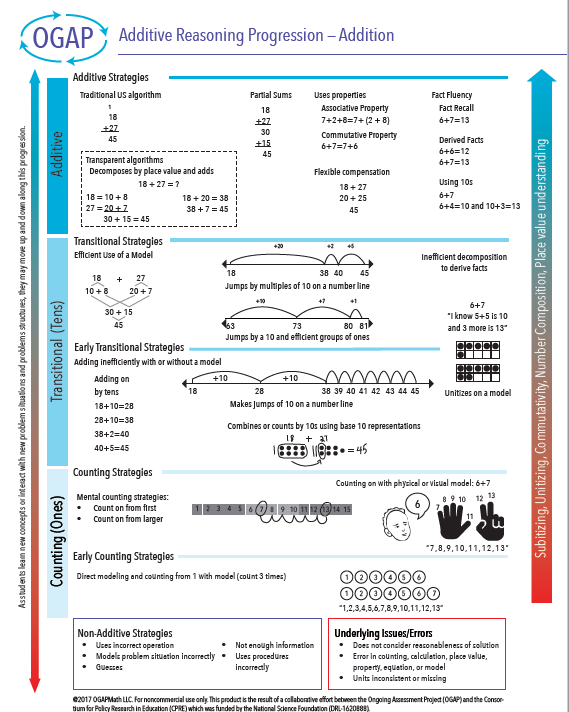 OGAP
Additive Reasoning Progression – Addition
As students learn new concepts or interact with new problem situations and problems structures, they may move up and down along this progression.
Additive
Additive Strategies
Traditional US algorithm
1
18
+27
45
Transparent algorithms
Decomposes by place value and adds
18 + 27 = ?
18 = 10 + 8
27 = 20 + 7
30 + 15 = 45
18 + 20 = 38
38 + 7 = 45
Partial Sums
18
+27
30
+15
45
Uses properties
Associative Property
7+2+8=7+ (2 + 8)
Commutative Property
6+7=7+6
Flexible compensation
18 + 27
20 + 25
45
Fact Fluency
Fact Recall
6+7=13
Derived Facts
6+6=12
6+7=13
Using 10s
6+7
6+4=10 and 10+3=13
Transitional (Tens)
Transitional Strategies
Efficient Use of a Model
18 + 27
10 + 8 20 + 7
30 + 15
45
+20 +2 +5
18 38 40 45
Jumps by multiples of 10 on a number line
+10 +7 +1
63 73 80 81
Jumps by a 10 and efficient groups of ones
Inefficient decomposition
to derive facts
6+7
"I know 5+5 is 10
and 3 more is 13"
Unitizes on a model
Early Transitional Strategies
Adding inefficiently with or without a model
Adding on
by tens
18+10=28
28+10=38
38+2=40
40+5=45
+10 +10
18 28 38 39 40 41 42 43 44 45
Makes Jumps of 10 on a number line
Combines or counts by 10s using base 10 representations
18 + 27
= 45
Counting (Ones)
Counting Strategies
Mental counting strategies:
• Count on from first
• Count on from larger
1 2 3 4 5 6 7 8 9 10 11 12 13 14 15
Counting on with physical or visual model: 6+7
6
7 8 9 10 11 12 13
"7,8,9,10,11,12,13"
Early Counting Strategies
Direct modeling and counting from 1 with model (count 3 times)
1 2 3 4 5 6
1 2 3 4 5 6 7
"1,2,3,4,5,6,7,8,9,10,11,12,13"
Subitizing, Unitizing, Commutativity, Number Composition, Place value understanding
Non-Additive Strategies
• Uses incorrect operation
• Models problem situation incorrectly
• Guesses
• Not enough information
• Uses procedures
incorrectly
Underlying Issues/Errors
• Does not consider reasonableness of solution
• Error in counting, calculation, place value,
property, equation, or model
• Units inconsistent or missing
©2017 OGAPMath LLC. For noncommercial use only. This product is the result of a collaborative effort between the Ongoing Assessment Project (OGAP) and the Consor-
tium for Policy Research in Education (CPRE) which was funded by the National Science Foundation (DRL-1620888).